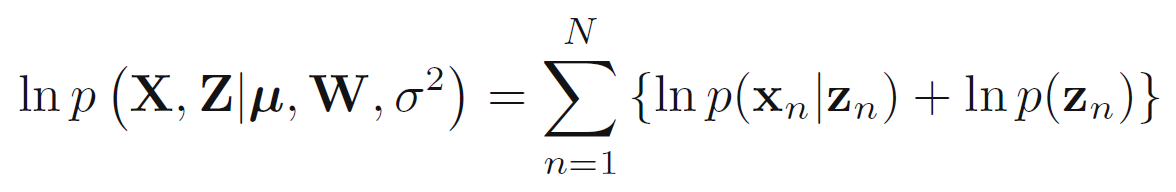 ln p (X, Z|μ, W, σ²) = ∑_{n=1}^{N} {ln p(xₙ|zₙ) + ln p(zₙ)}